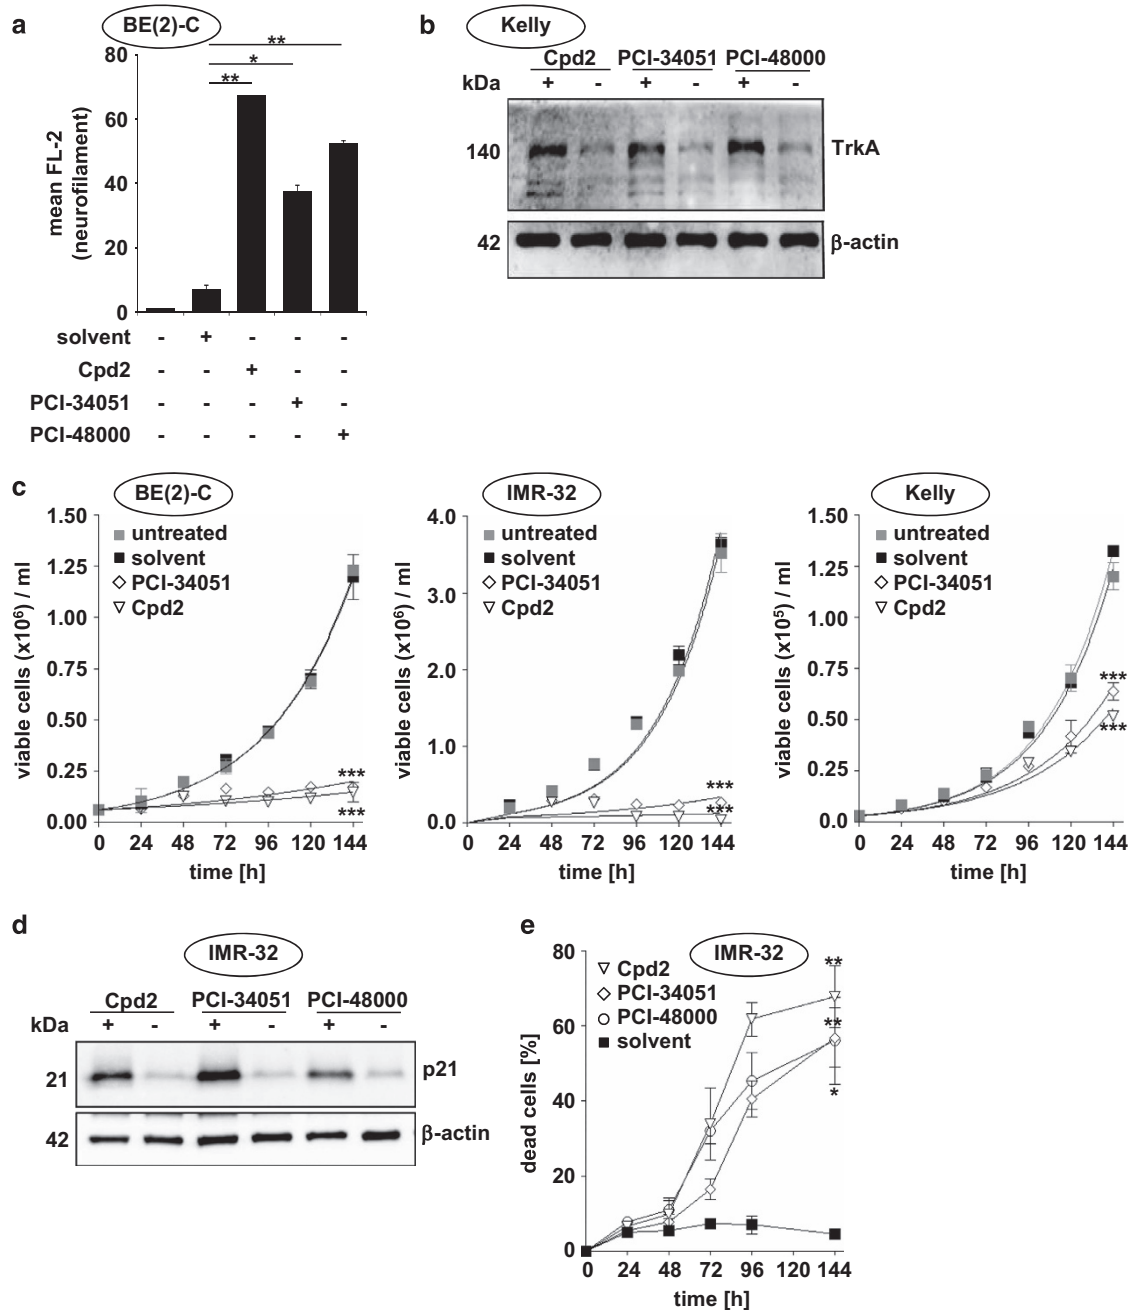 a
BE(2)-C
**
*
**
80
60
40
20
0
mean FL-2
(neurofilament)
solvent - + - - -
Cpd2 - - + - -
PCI-34051 - - - + -
PCI-48000 - - - - +
b
Kelly
Cpd2 PCI-34051 PCI-48000
kDa + - + - + -
140 TrkA
42 β-actin
c
BE(2)-C
untreated
solvent
PCI-34051
Cpd2
1.50
1.25
1.00
0.75
0.50
0.25
0.00
viable cells (x10⁶) / ml
***
***
0 24 48 72 96 120 144
time [h]
IMR-32
untreated
solvent
PCI-34051
Cpd2
4.0
3.0
2.0
1.0
0.0
viable cells (x10⁶) / ml
***
***
0 24 48 72 96 120 144
time [h]
Kelly
untreated
solvent
PCI-34051
Cpd2
1.50
1.25
1.00
0.75
0.50
0.25
0.0
viable cells (x10⁵) / ml
***
***
0 24 48 72 96 120 144
time [h]
d
IMR-32
Cpd2 PCI-34051 PCI-48000
kDa + - + - + -
21 p21
42 β-actin
e
IMR-32
Cpd2
PCI-34051
PCI-48000
solvent
80
60
40
20
0
dead cells [%]
**
**
*
0 24 48 72 96 120 144
time [h]